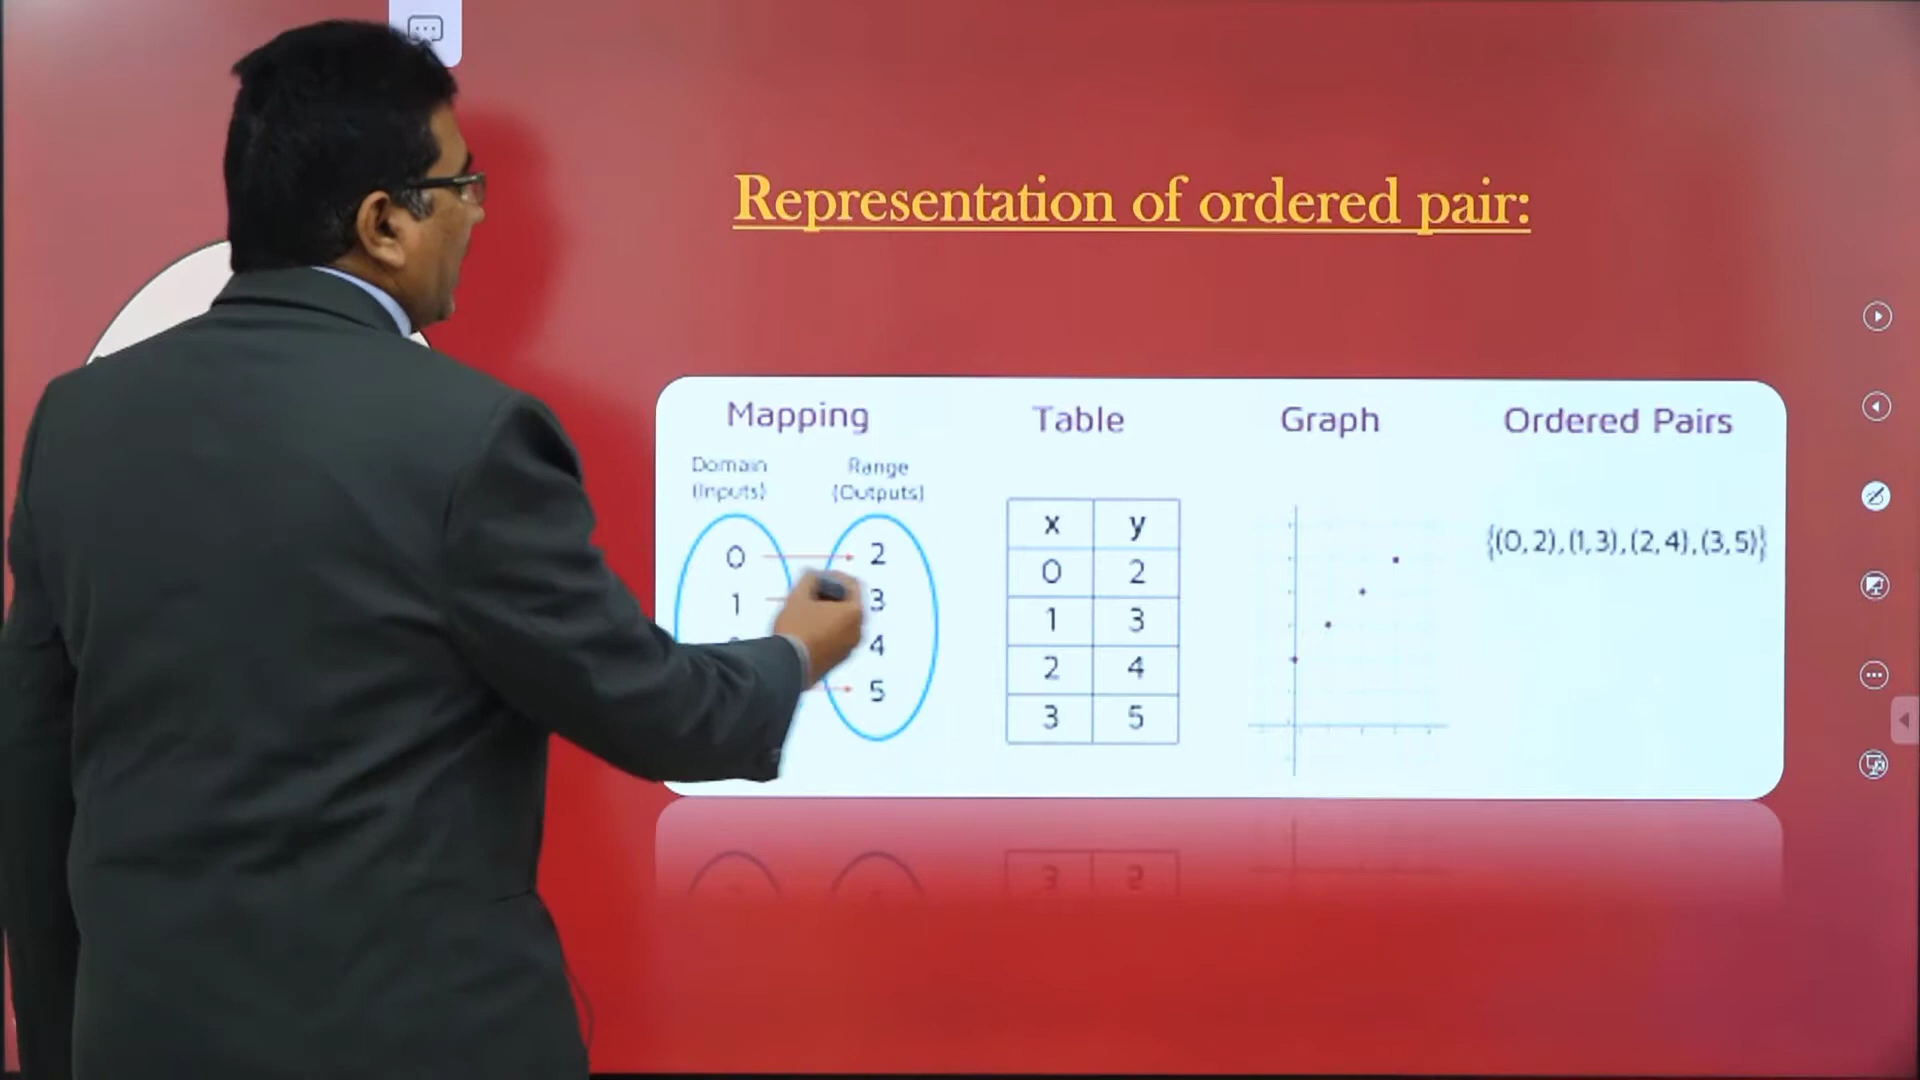 Representation of ordered pair:
Mapping
Domain
(Inputs)
Range
(Outputs)
0 2
1 3
4
5
Table
x y
0 2
1 3
2 4
3 5
Graph
Ordered Pairs
{(0, 2), (1, 3), (2, 4), (3, 5)}